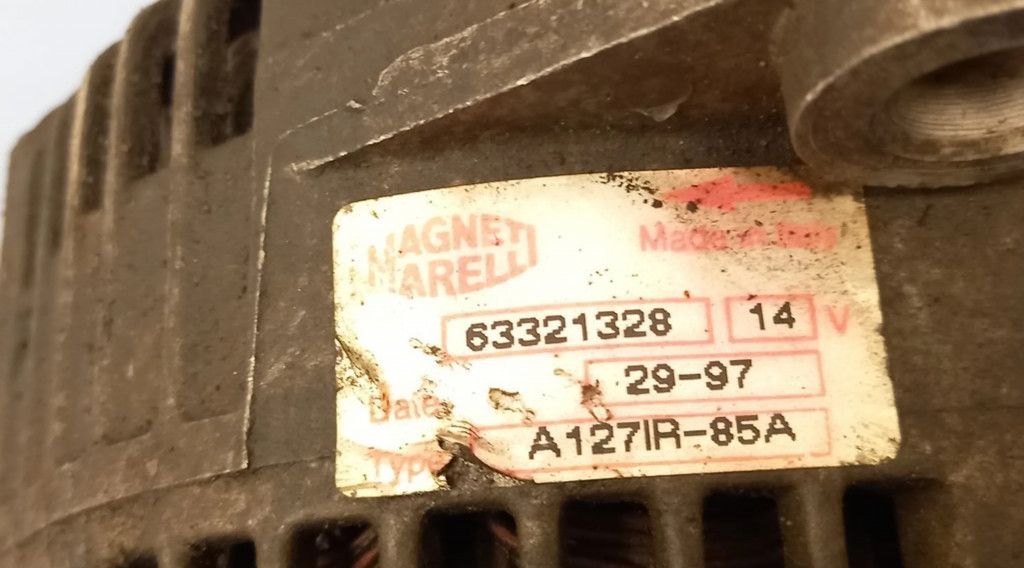 MAGNETI
MARELLI
Made in Italy
63321328 14 V
Date 29-97
Type A127IR-85A